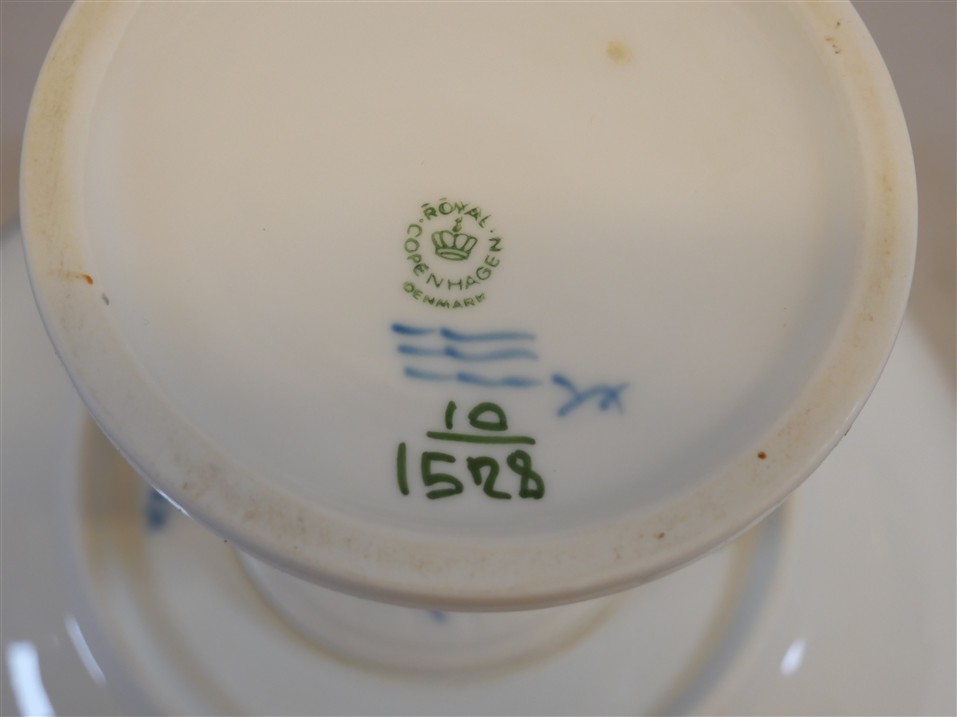 ROYAL
COPENHAGEN
DENMARK
10
1528